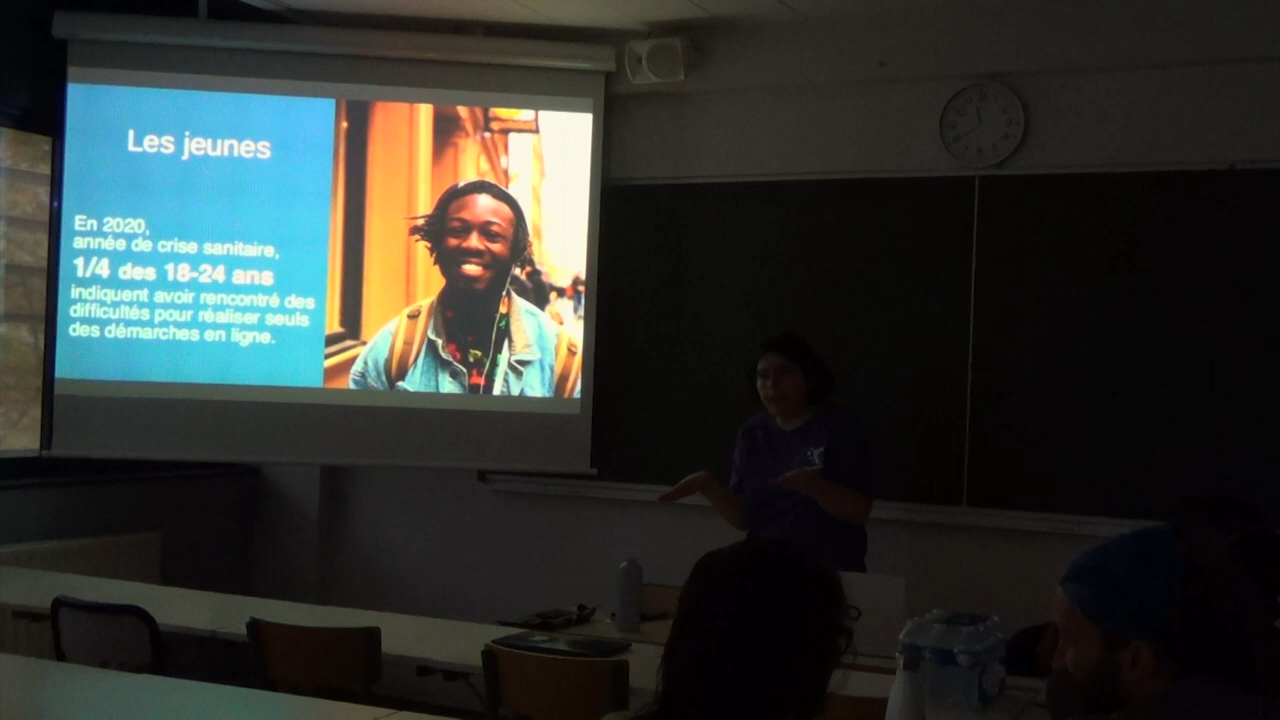 Les jeunes
En 2020,
année de crise sanitaire,
1/4 des 18-24 ans
indiquent avoir rencontré des
difficultés pour réaliser seuls
des démarches en ligne.